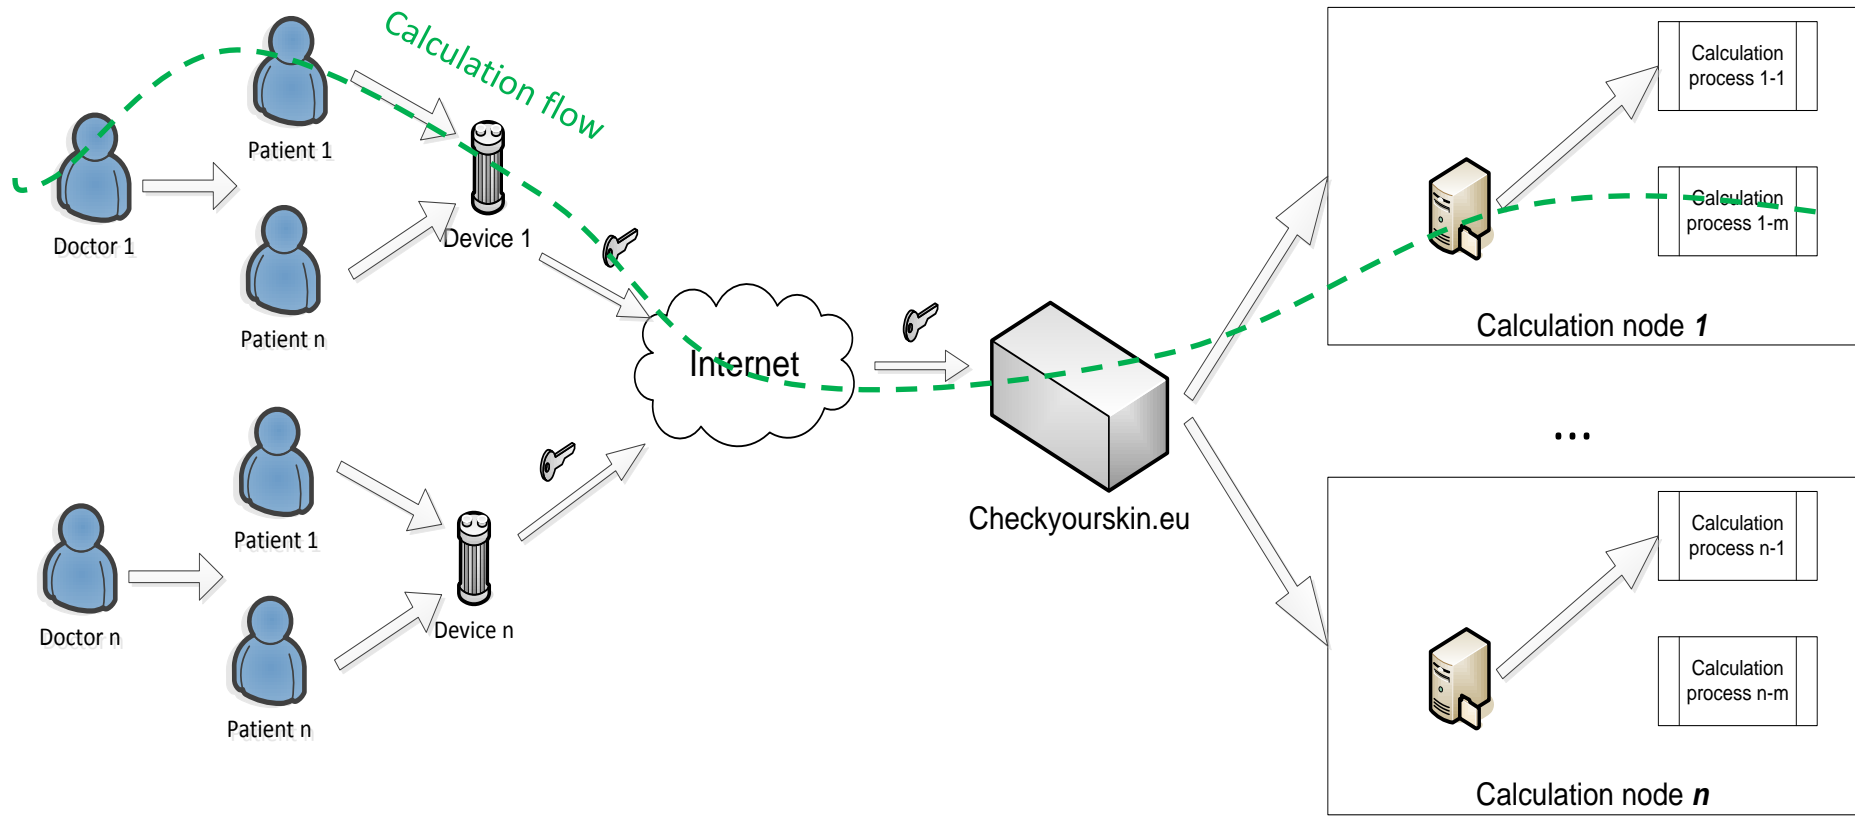 Calculation flow
Patient 1
Doctor 1
Device 1
Patient n
Internet
Checkyourskin.eu
Patient 1
Doctor n
Device n
Patient n
Calculation
process 1-1
Calculation
process 1-m
Calculation node 1
...
Calculation
process n-1
Calculation
process n-m
Calculation node n